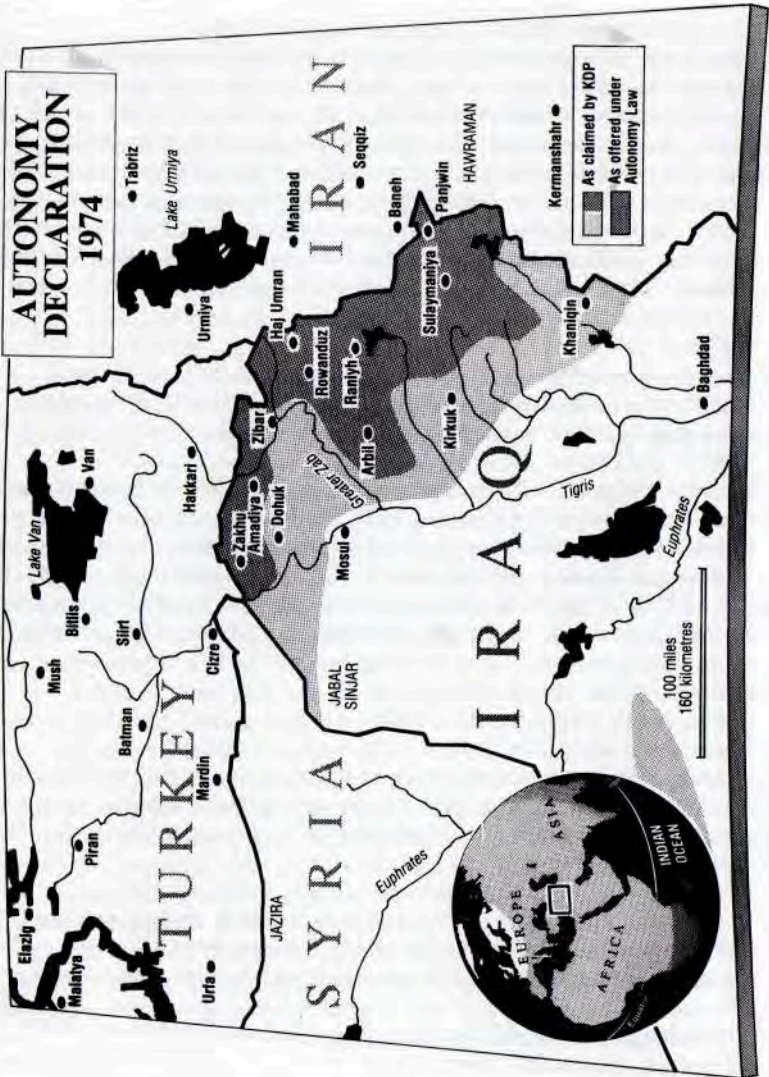 AUTONOMY
DECLARATION
1974
As claimed by KDP
As offered under
Autonomy Law
Elazig
Malatya
Piran
Mush
Bitlis
Lake Van
Van
Siirt
Batman
Hakkari
Cizre
Mardin
Urfa
TURKEY
Tabriz
Lake Urmiya
Urmiya
Mahabad
Seqqiz
Baneh
Panjwin
HAWRAMAN
Kermanshahr
IRAN
Haj Umran
Rowanduz
Raniyh
Sulaymaniya
Zibar
Zakhu
Amadiya
Dohuk
Greater Zab
Arbil
Kirkuk
Khaniqin
Mosul
Baghdad
Tigris
Euphrates
IRAQ
JABAL
SINJAR
JAZIRA
SYRIA
Euphrates
100 miles
160 kilometres
EUROPE
ASIA
AFRICA
INDIAN
OCEAN